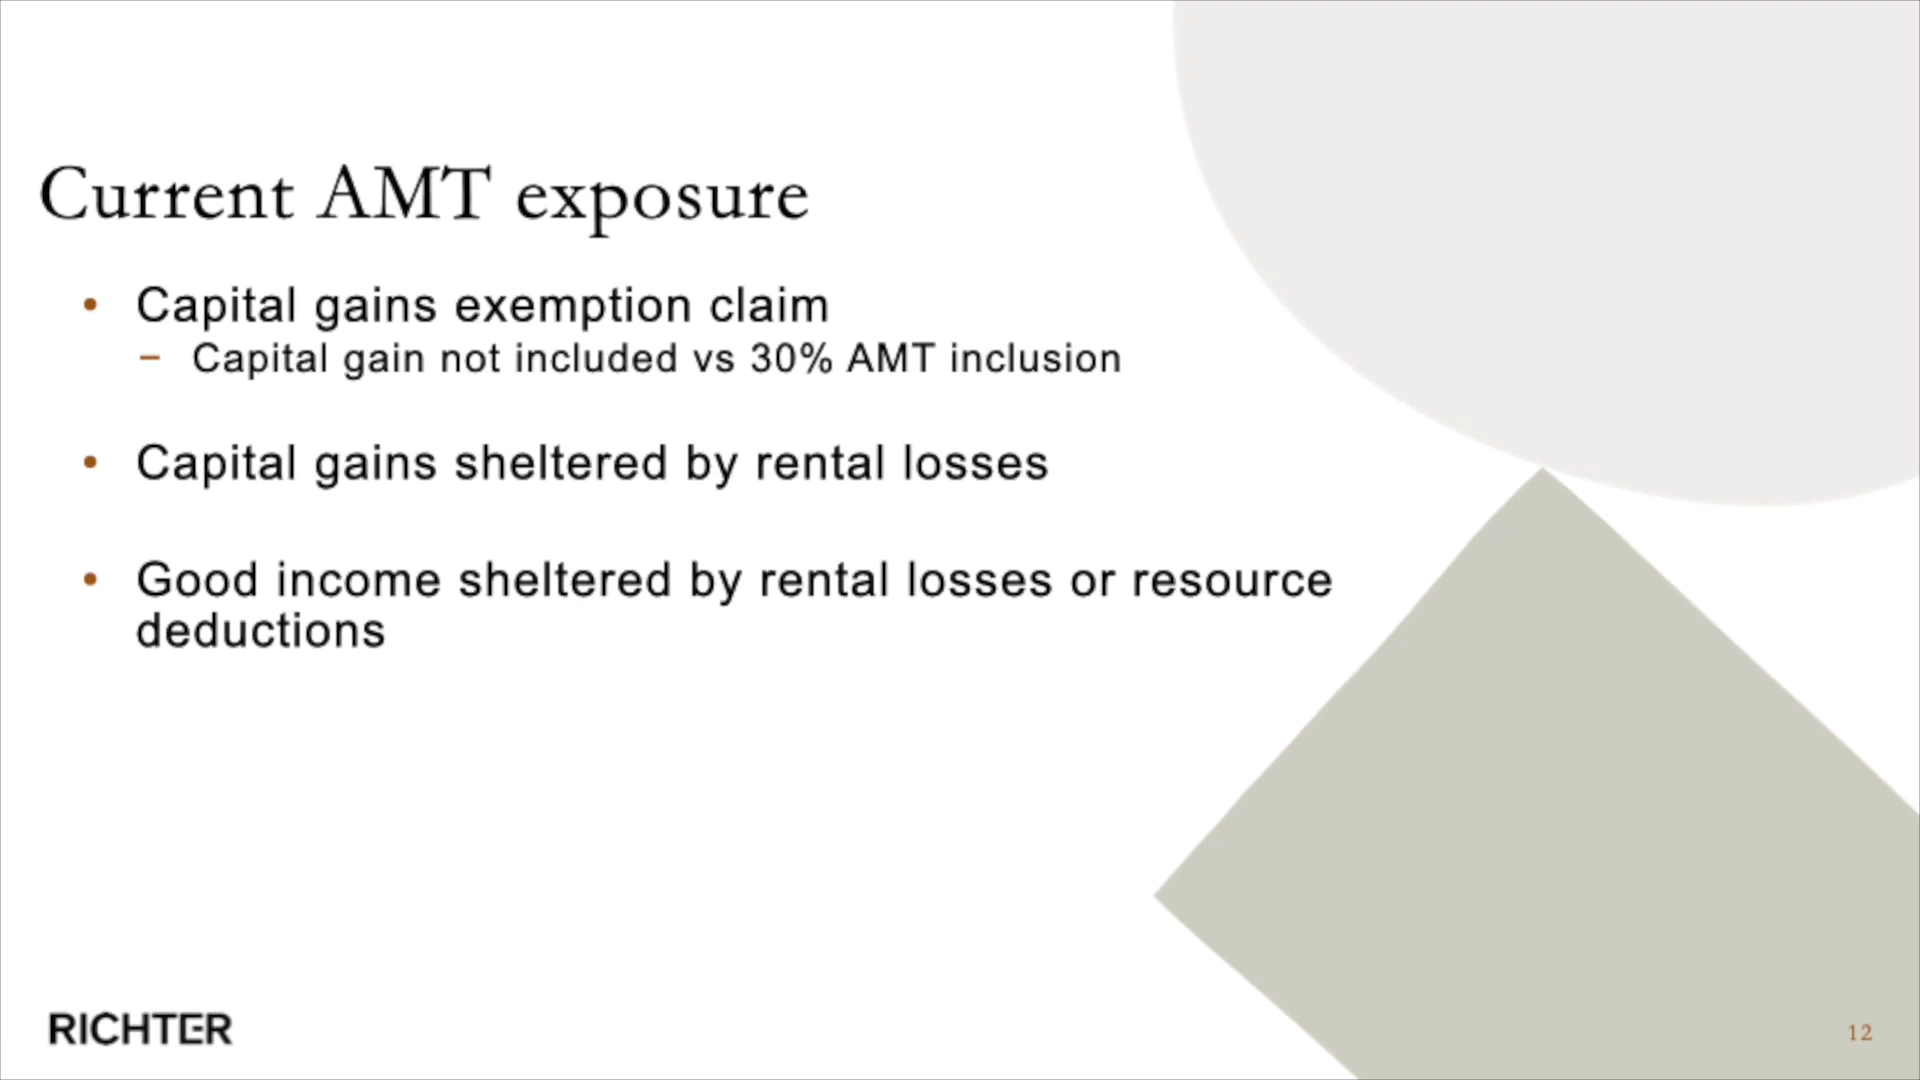 Current AMT exposure
• Capital gains exemption claim
– Capital gain not included vs 30% AMT inclusion
• Capital gains sheltered by rental losses
• Good income sheltered by rental losses or resource
deductions
RICHTER
12